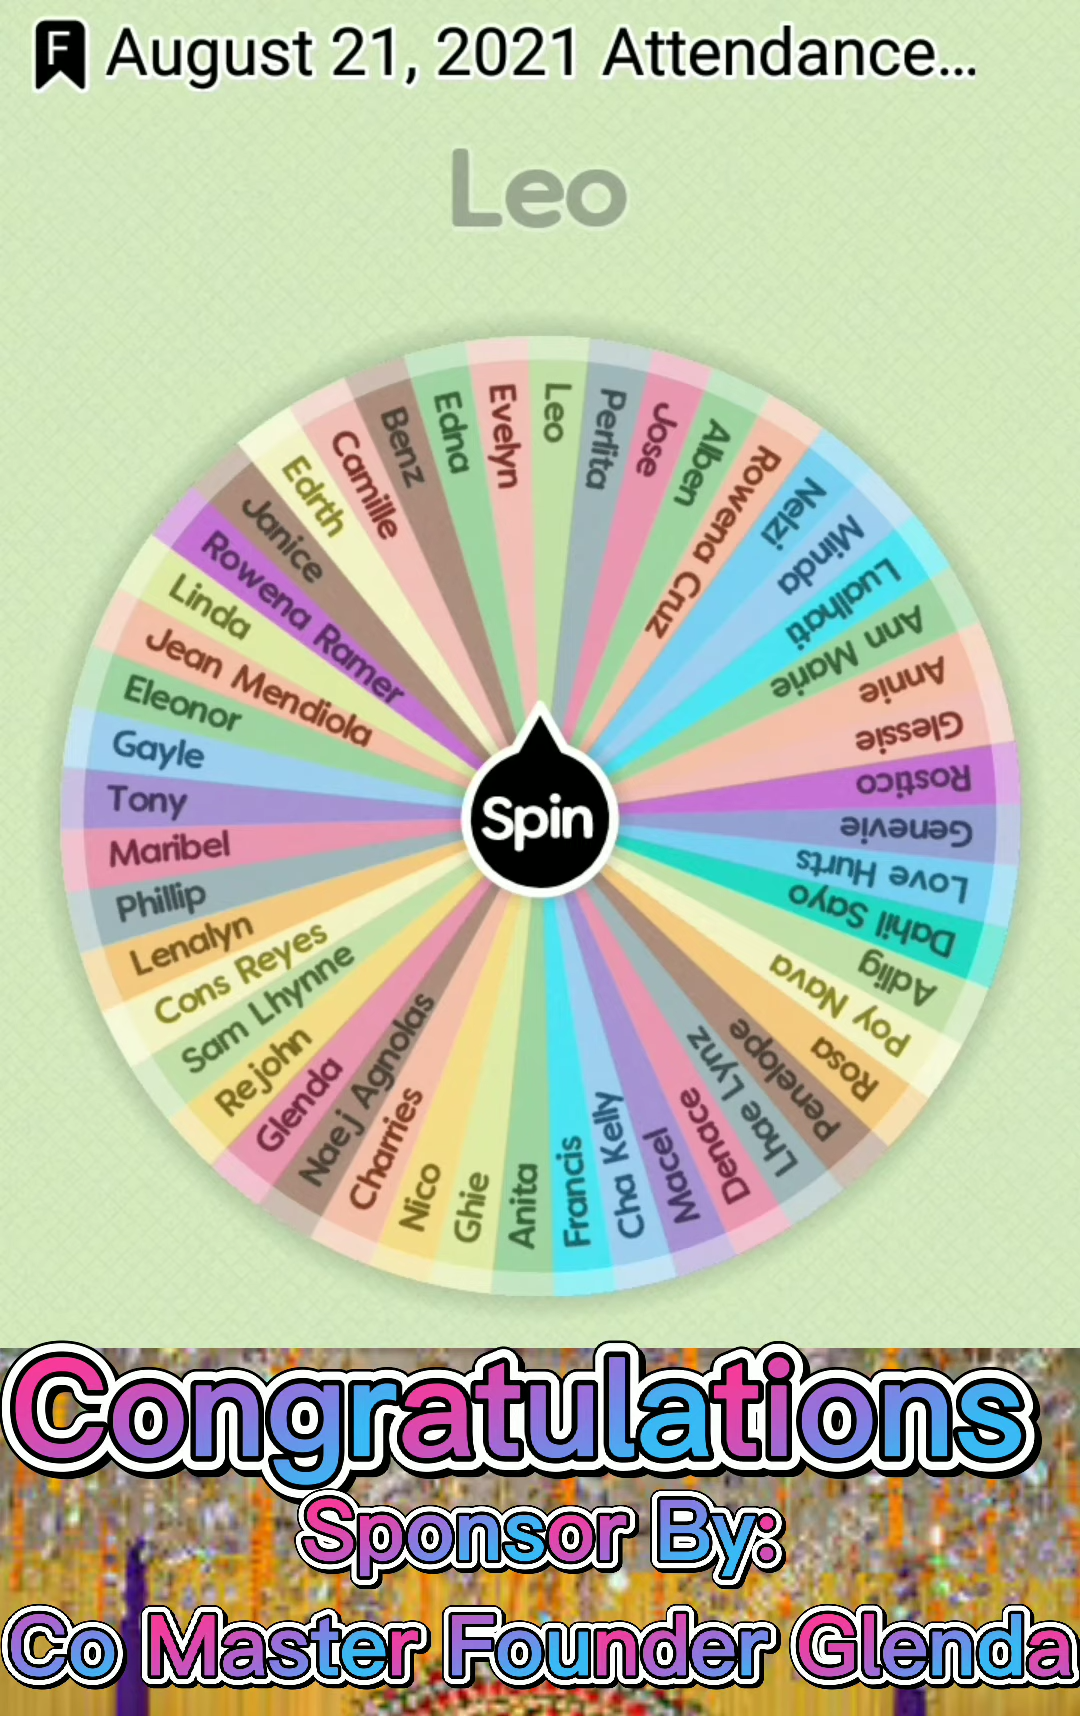 F August 21, 2021 Attendance...
Leo
Leo
Perlita
Jose
Alben
Rowena Cruz
Nelzi
Minda
Lualhati
Ann Marie
Annie
Glessie
Rostico
Genevie
Love Hurts
Dahil Sayo
Adlig
Poy Nava
Rosa
Penelope
Lhae Lynz
Denace
Macel
Cha Kelly
Francis
Anita
Ghie
Nico
Charries
Naej Agnolas
Glenda
Rejohn
Sam Lhynne
Cons Reyes
Lenalyn
Phillip
Maribel
Tony
Gayle
Eleonor
Jean Mendiola
Linda
Rowena Ramer
Janice
Edrth
Camille
Benz
Edna
Evelyn
Spin
Congratulations
Sponsor By:
Co Master Founder Glenda